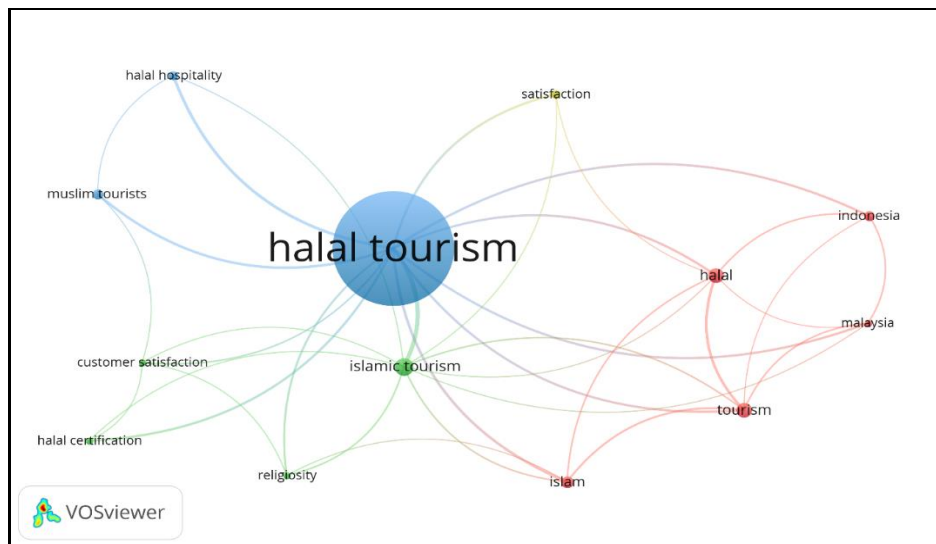 halal hospitality
satisfaction
muslim tourists
indonesia
halal tourism
halal
malaysia
customer satisfaction
islamic tourism
tourism
halal certification
religiosity
islam
VOSviewer